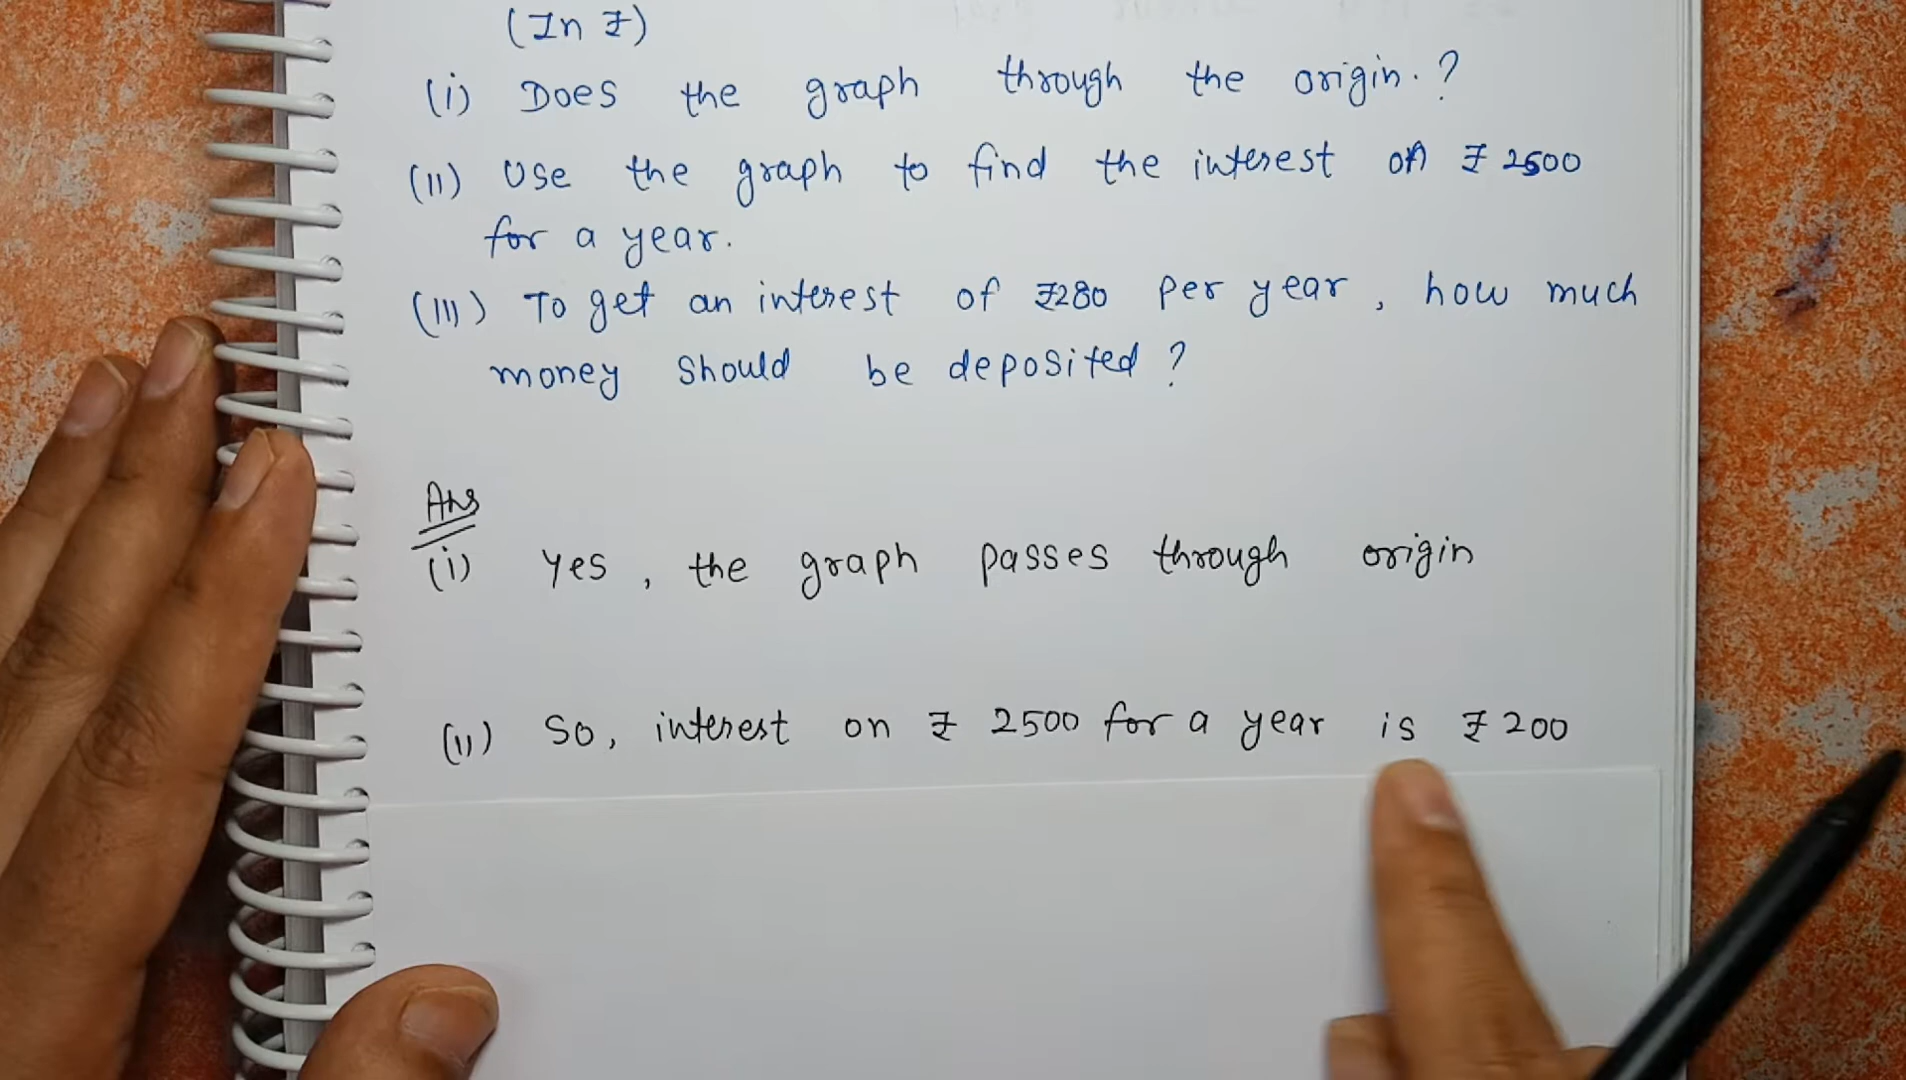 (In ₹)
(i) Does the graph through the origin.?
(ii) Use the graph to find the interest on ₹ 2500
for a year.
(iii) To get an interest of ₹280 per year, how much
money should be deposited?
Ans
(i) Yes, the graph passes through origin
(ii) So, interest on ₹ 2500 for a year is ₹ 200